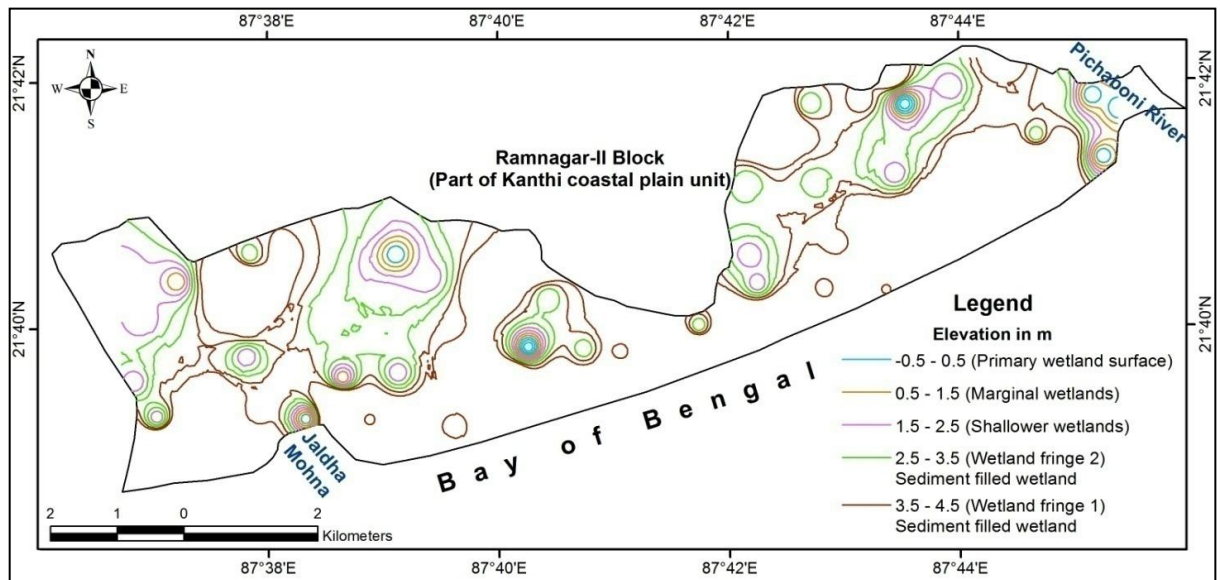 87°38'E 87°40'E 87°42'E 87°44'E
21°42'N
21°42'N
N
W E
S
Pichaboni River
Ramnagar-II Block
(Part of Kanthi coastal plain unit)
21°40'N
21°40'N
Jaldha
Mohna
Bay of Bengal
Legend
Elevation in m
-0.5 - 0.5 (Primary wetland surface)
0.5 - 1.5 (Marginal wetlands)
1.5 - 2.5 (Shallower wetlands)
2.5 - 3.5 (Wetland fringe 2)
Sediment filled wetland
3.5 - 4.5 (Wetland fringe 1)
Sediment filled wetland
2 1 0 2
Kilometers
87°38'E 87°40'E 87°42'E 87°44'E